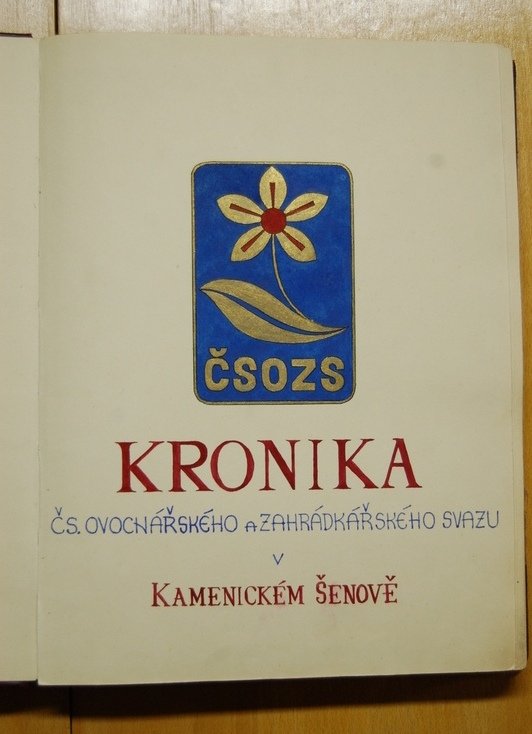 ČSOZS
KRONIKA
ČS. OVOCNÁŘSKÉHO A ZAHRÁDKÁŘSKÉHO SVAZU
V
KAMENICKÉM ŠENOVĚ